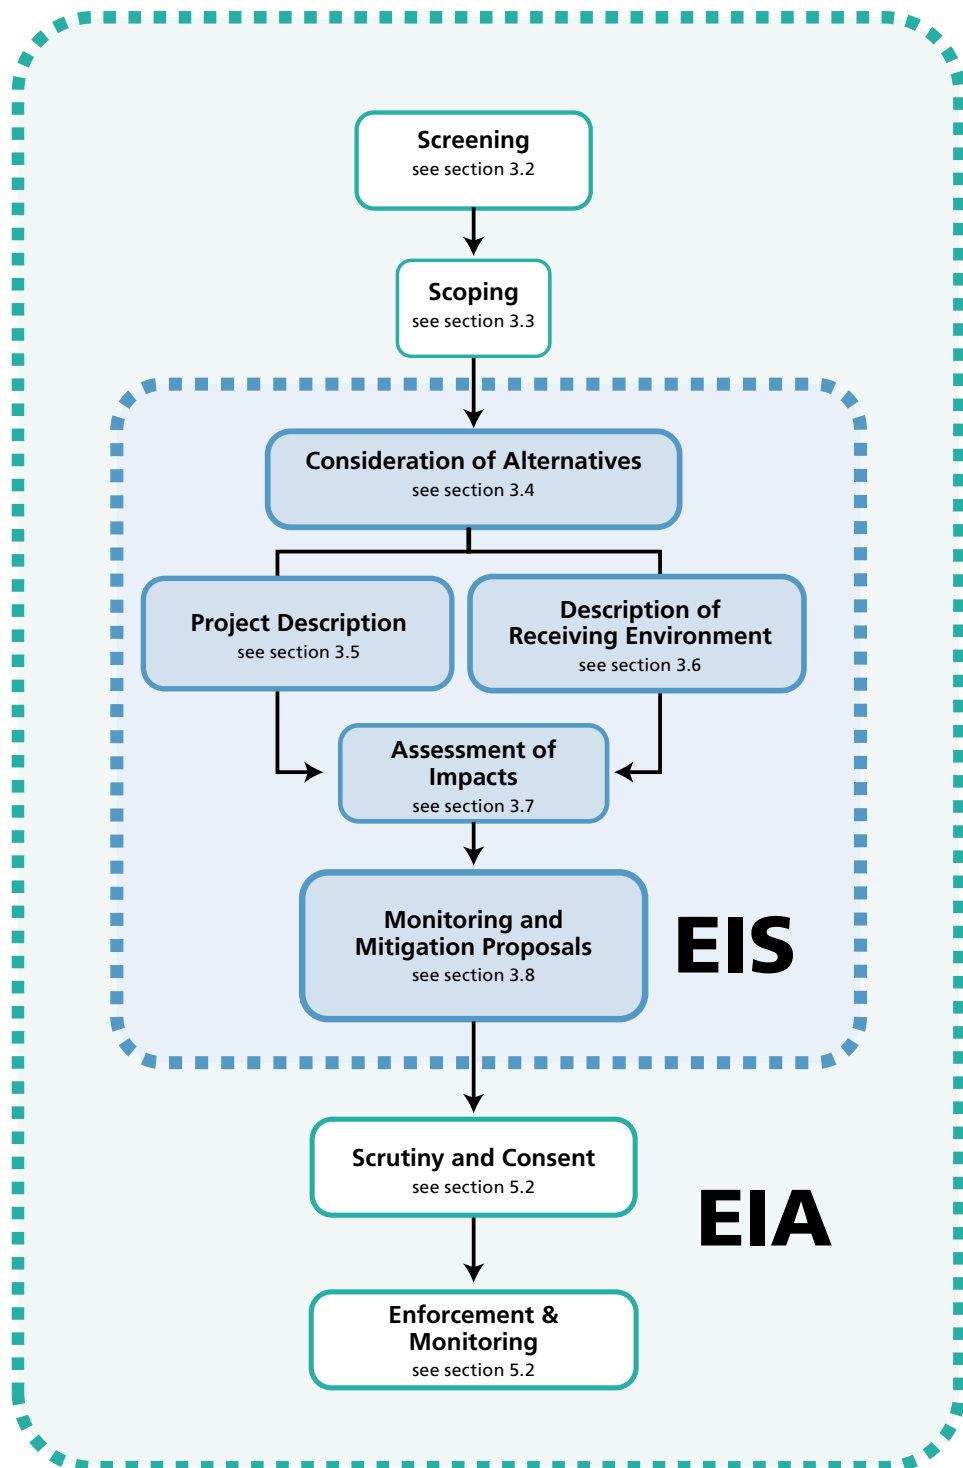 Screening
see section 3.2
Scoping
see section 3.3
Consideration of Alternatives
see section 3.4
Project Description
see section 3.5
Description of
Receiving Environment
see section 3.6
Assessment of
Impacts
see section 3.7
Monitoring and
Mitigation Proposals
see section 3.8
EIS
Scrutiny and Consent
see section 5.2
EIA
Enforcement &
Monitoring
see section 5.2